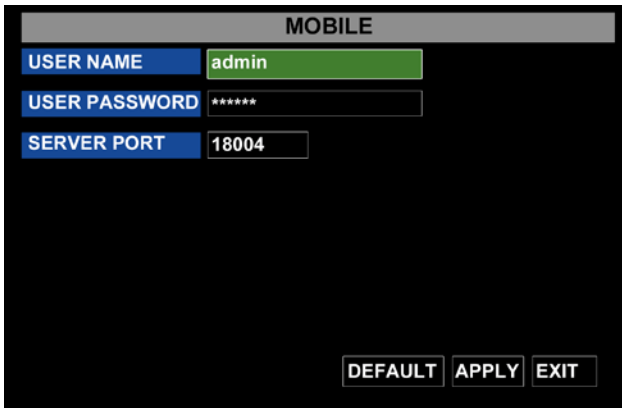 MOBILE
USER NAME admin
USER PASSWORD ******
SERVER PORT 18004
DEFAULT APPLY EXIT